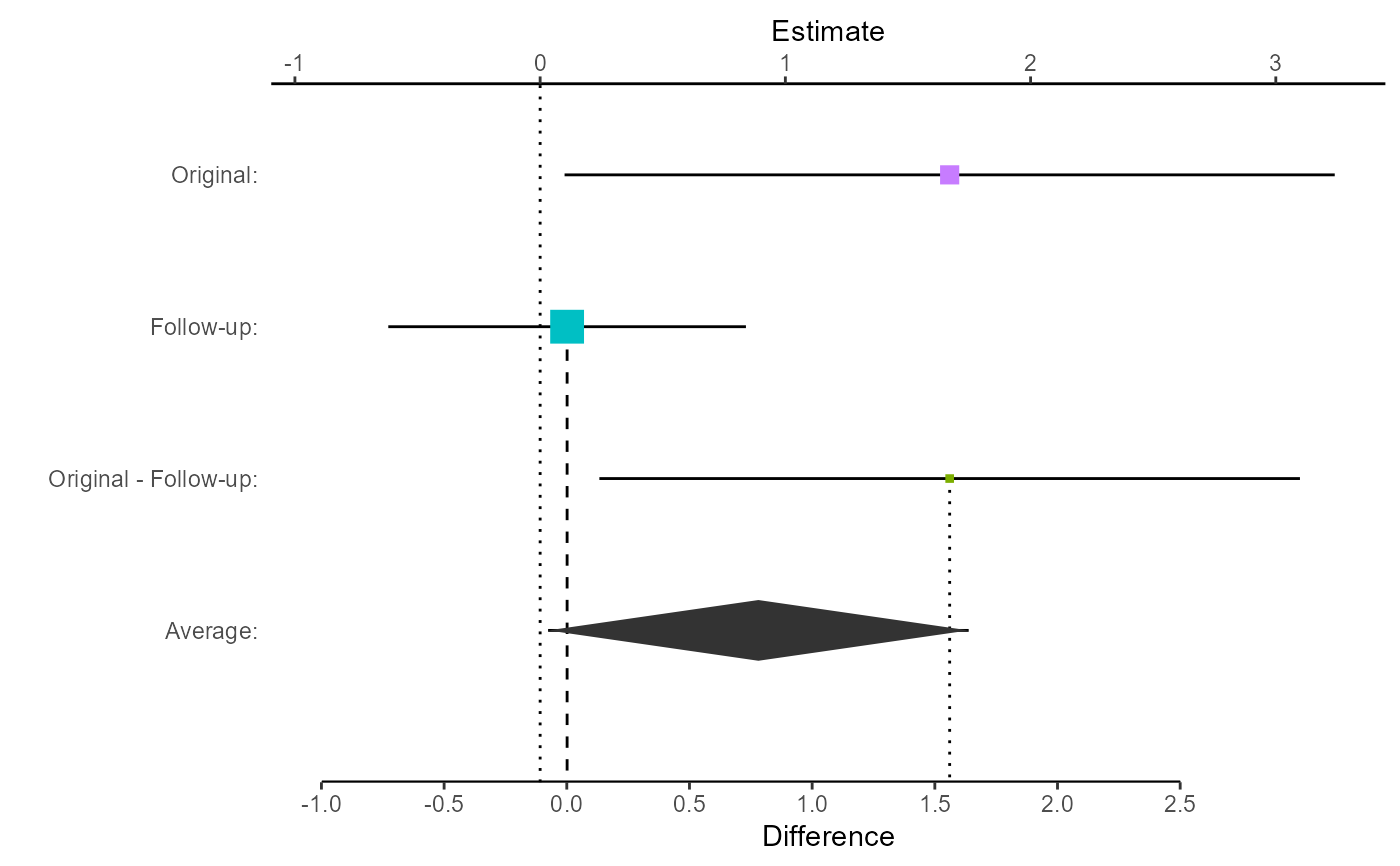 Estimate
-1 0 1 2 3
Original:
Follow-up:
Original - Follow-up:
Average:
-1.0 -0.5 0.0 0.5 1.0 1.5 2.0 2.5
Difference